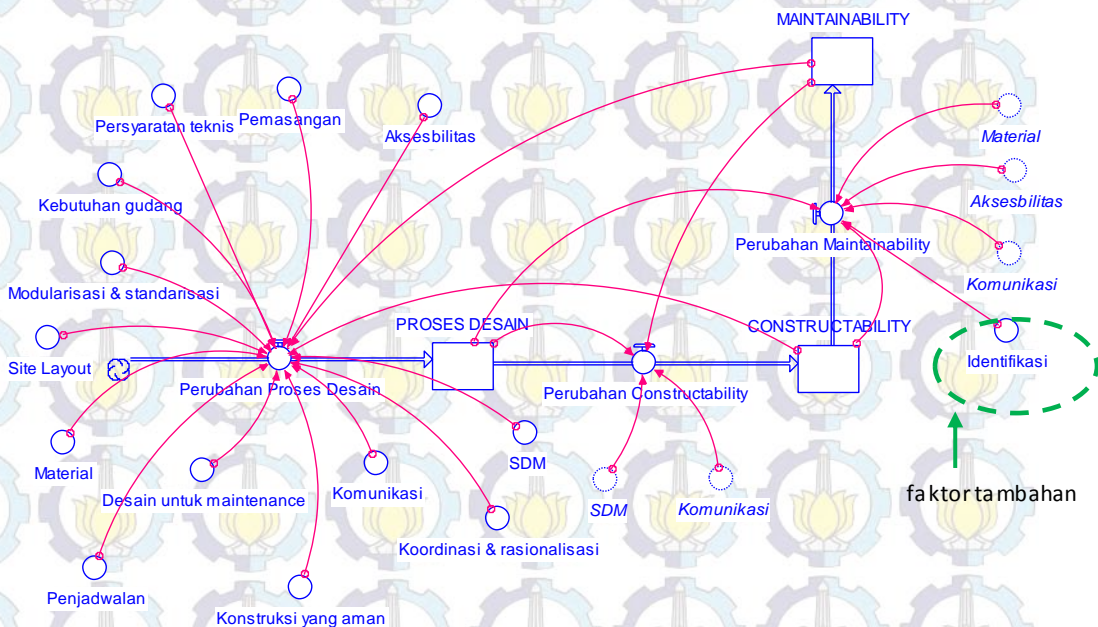 MAINTAINABILITY
Persyaratan teknis
Pemasangan
Aksesbilitas
Material
Kebutuhan gudang
Aksesbilitas
Perubahan Maintainability
Komunikasi
Modularisasi & standarisasi
PROSES DESAIN
CONSTRUCTABILITY
Site Layout
Identifikasi
Perubahan Proses Desain
Perubahan Constructability
Material
Desain untuk maintenance
Komunikasi
SDM
SDM
Komunikasi
faktor tambahan
Koordinasi & rasionalisasi
Penjadwalan
Konstruksi yang aman